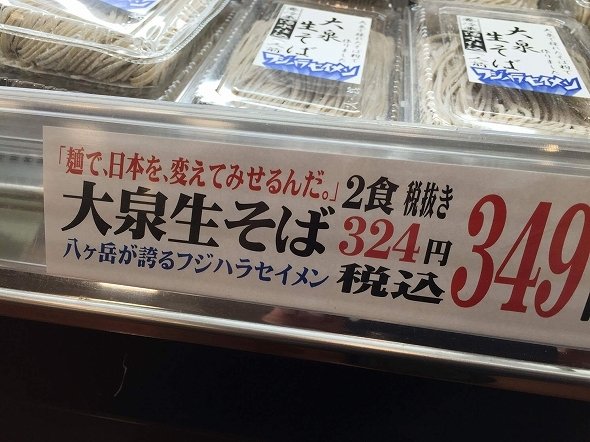 大泉
生そば
フジハラセイメン
大泉
生そば
フジハラセイメン
「麺で、日本を、変えてみせるんだ。」
大泉生そば
八ヶ岳が誇るフジハラセイメン
2食 税抜き
324円
税込
349